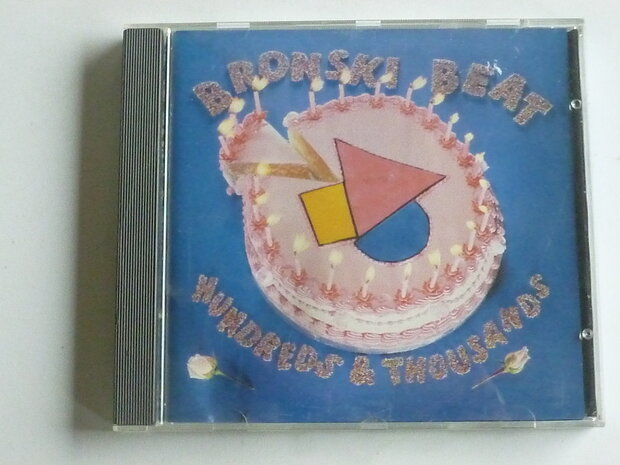 BRONSKI BEAT
HUNDREDS & THOUSANDS